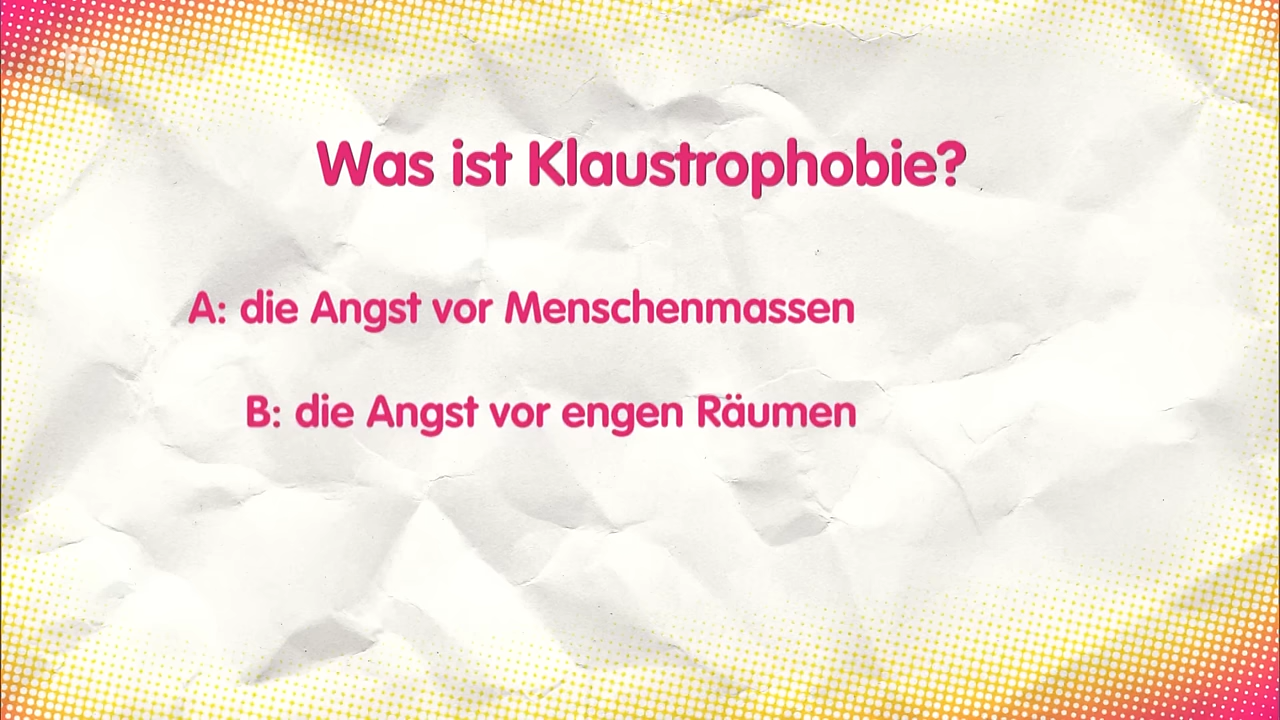 Was ist Klaustrophobie?
A: die Angst vor Menschenmassen
B: die Angst vor engen Räumen